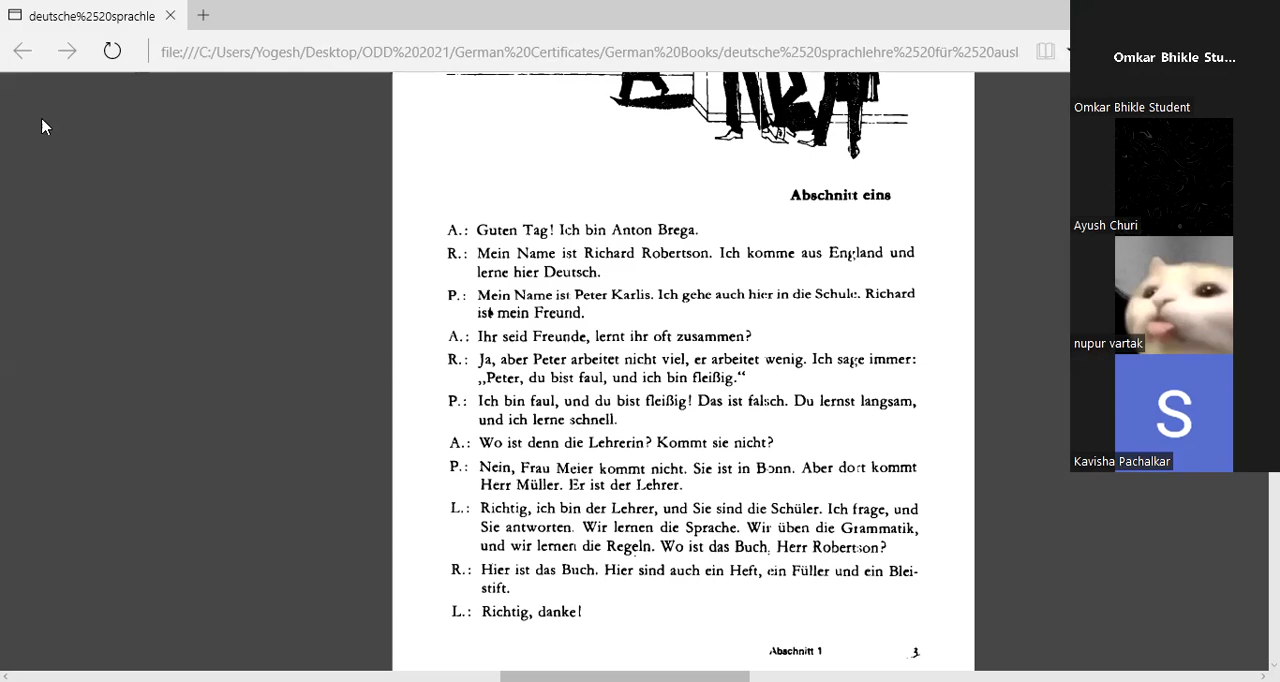 deutsche%2520sprachle
file:///C:/Users/Yogesh/Desktop/ODD%202021/German%20Certificates/German%20Books/deutsche%2520sprachlehre%2520für%2520ausl
Omkar Bhikle Stu...
Omkar Bhikle Student
Ayush Churi
nupur vartak
S
Kavisha Pachalkar
Abschnitt eins
A.: Guten Tag! Ich bin Anton Brega.
R.: Mein Name ist Richard Robertson. Ich komme aus England und
lerne hier Deutsch.
P.: Mein Name ist Peter Karlis. Ich gehe auch hier in die Schule. Richard
ist mein Freund.
A.: Ihr seid Freunde, lernt ihr oft zusammen?
R.: Ja, aber Peter arbeitet nicht viel, er arbeitet wenig. Ich sage immer:
„Peter, du bist faul, und ich bin fleißig.“
P.: Ich bin faul, und du bist fleißig! Das ist falsch. Du lernst langsam,
und ich lerne schnell.
A.: Wo ist denn die Lehrerin? Kommt sie nicht?
P.: Nein, Frau Meier kommt nicht. Sie ist in Bonn. Aber dort kommt
Herr Müller. Er ist der Lehrer.
L.: Richtig, ich bin der Lehrer, und Sie sind die Schüler. Ich frage, und
Sie antworten. Wir lernen die Sprache. Wir üben die Grammatik,
und wir lernen die Regeln. Wo ist das Buch, Herr Robertson?
R.: Hier ist das Buch. Hier sind auch ein Heft, ein Füller und ein Blei-
stift.
L.: Richtig, danke!
Abschnitt 1 3